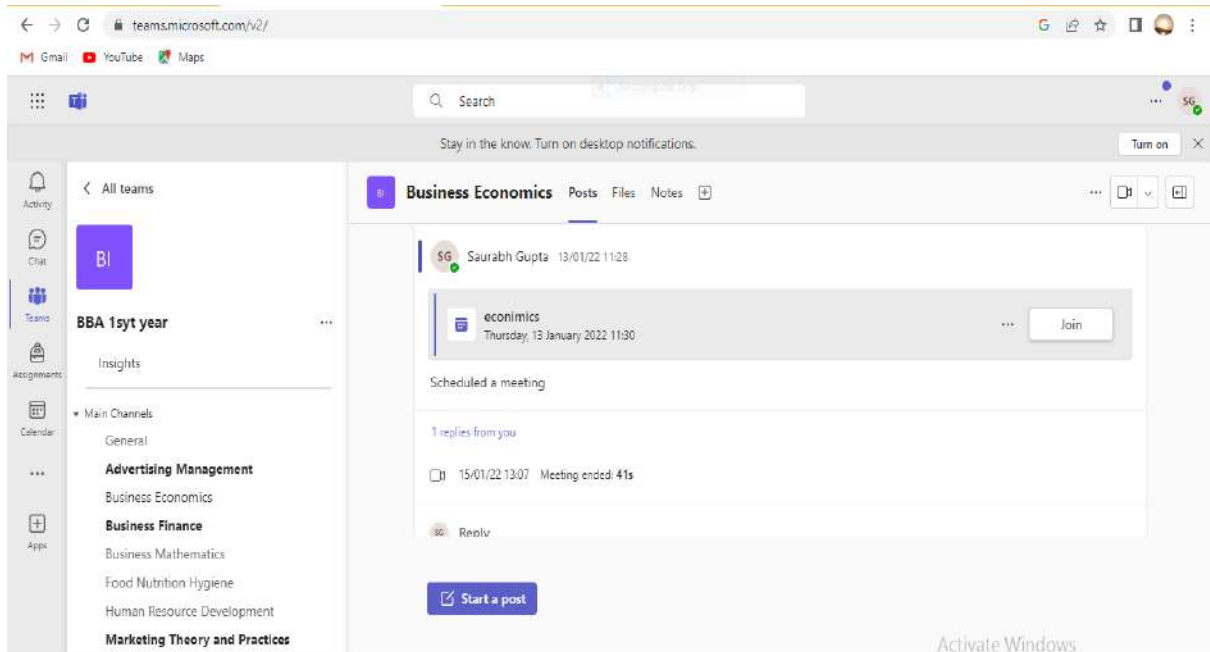 teams.microsoft.com/v2/
Gmail YouTube Maps
Search
SG
Stay in the know. Turn on desktop notifications.
Turn on
Activity
Chat
Teams
Assignments
Calendar
Apps
All teams
BI
BBA 1syt year
Insights
Main Channels
General
Advertising Management
Business Economics
Business Finance
Business Mathematics
Food Nutrition Hygiene
Human Resource Development
Marketing Theory and Practices
BI Business Economics Posts Files Notes
SG Saurabh Gupta 13/01/22 11:28
econimics
Thursday, 13 January 2022 11:30
Join
Scheduled a meeting
1 replies from you
15/01/22 13:07 Meeting ended: 41s
SG Reply
Start a post
Activate Windows